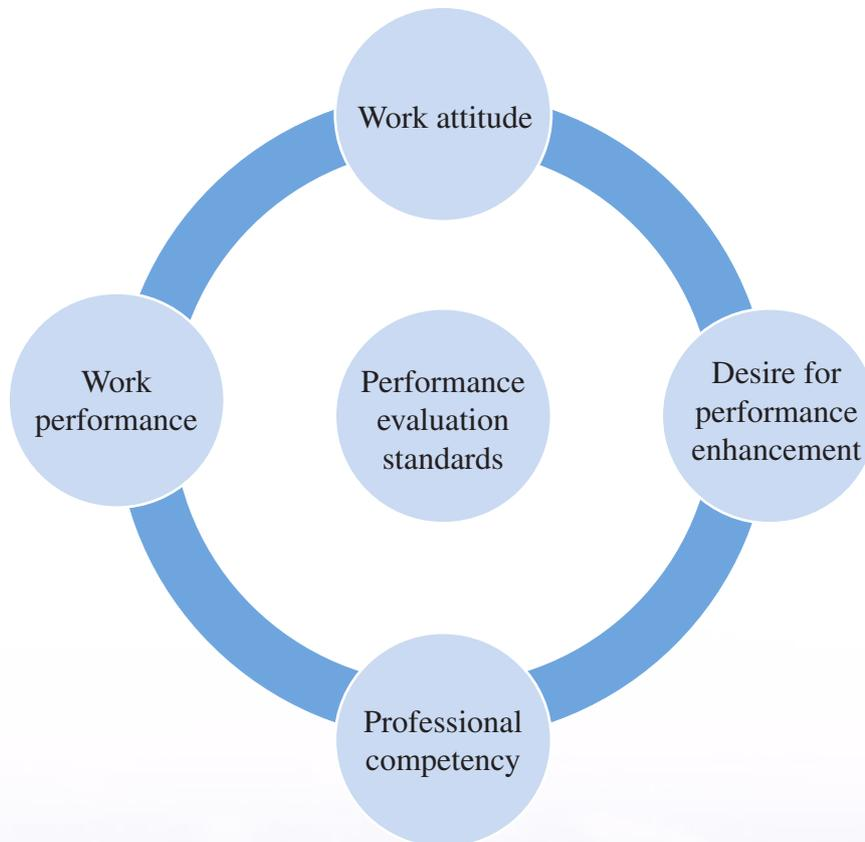 Work attitude
Work
performance
Performance
evaluation
standards
Desire for
performance
enhancement
Professional
competency